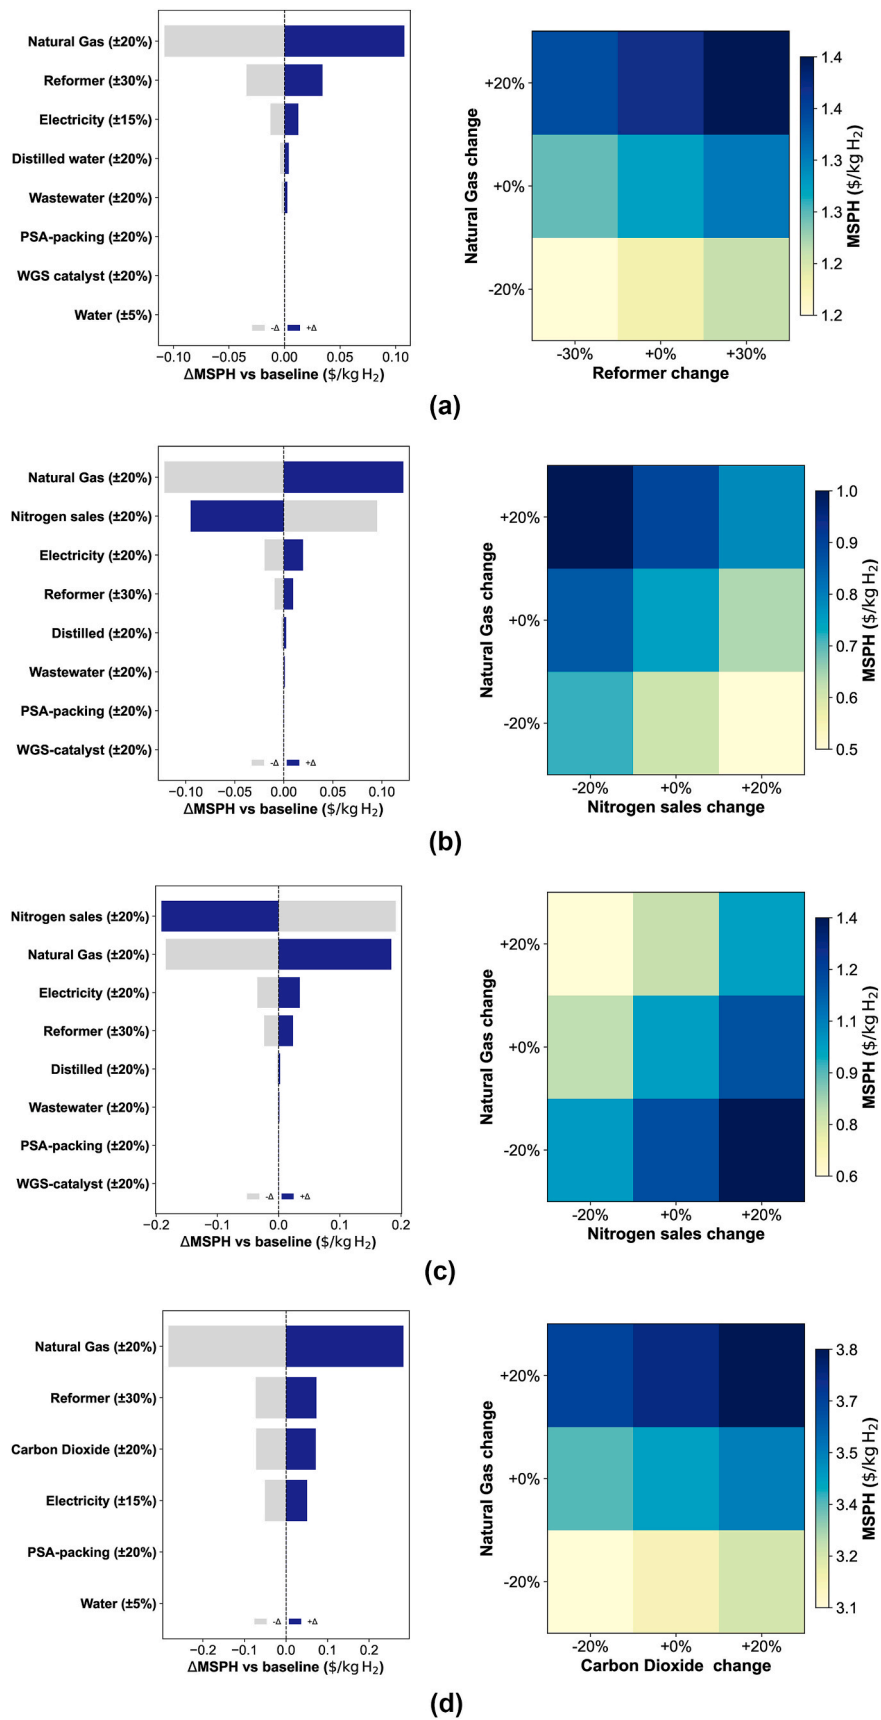 Natural Gas (±20%)
Reformer (±30%)
Electricity (±15%)
Distilled water (±20%)
Wastewater (±20%)
PSA-packing (±20%)
WGS catalyst (±20%)
Water (±5%)
-Δ +Δ
−0.10 −0.05 0.00 0.05 0.10
ΔMSPH vs baseline ($/kg H₂)
Natural Gas change
+20%
+0%
-20%
-30% +0% +30%
Reformer change
1.4
1.4
1.3
1.3
1.2
1.2
MSPH ($/kg H₂)
(a)
Natural Gas (±20%)
Nitrogen sales (±20%)
Electricity (±20%)
Reformer (±30%)
Distilled (±20%)
Wastewater (±20%)
PSA-packing (±20%)
WGS-catalyst (±20%)
-Δ +Δ
−0.10 −0.05 0.00 0.05 0.10
ΔMSPH vs baseline ($/kg H₂)
Natural Gas change
+20%
+0%
-20%
-20% +0% +20%
Nitrogen sales change
1.0
0.9
0.8
0.7
0.6
0.5
MSPH ($/kg H₂)
(b)
Nitrogen sales (±20%)
Natural Gas (±20%)
Electricity (±20%)
Reformer (±30%)
Distilled (±20%)
Wastewater (±20%)
PSA-packing (±20%)
WGS-catalyst (±20%)
-Δ +Δ
−0.2 −0.1 0.0 0.1 0.2
ΔMSPH vs baseline ($/kg H₂)
Natural Gas change
+20%
+0%
-20%
-20% +0% +20%
Nitrogen sales change
1.4
1.2
1.1
0.9
0.8
0.6
MSPH ($/kg H₂)
(c)
Natural Gas (±20%)
Reformer (±30%)
Carbon Dioxide (±20%)
Electricity (±15%)
PSA-packing (±20%)
Water (±5%)
-Δ +Δ
−0.2 −0.1 0.0 0.1 0.2
ΔMSPH vs baseline ($/kg H₂)
Natural Gas change
+20%
+0%
-20%
-20% +0% +20%
Carbon Dioxide change
3.8
3.7
3.5
3.4
3.2
3.1
MSPH ($/kg H₂)
(d)